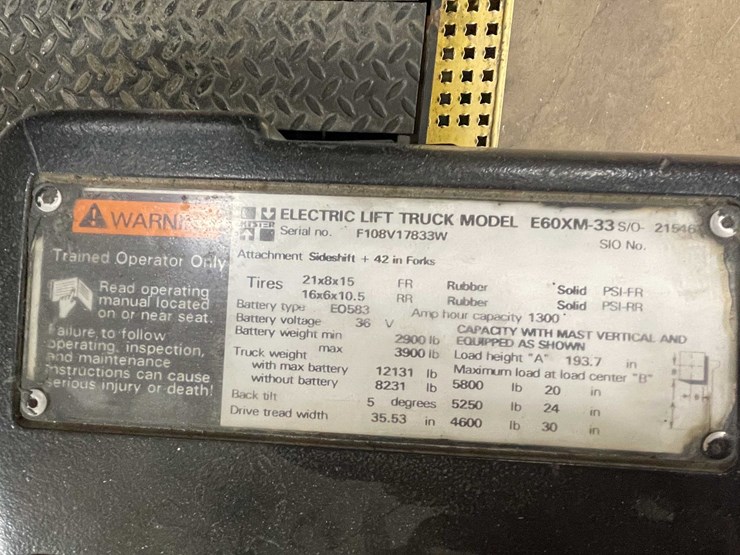 WARN
Trained Operator Only
Read operating
manual located
on or near seat.
ailure, to follow
operating, inspection,
and maintenance
instructions can cause
serious injury or death!
HYSTER
ELECTRIC LIFT TRUCK MODEL E60XM-33 S/O- 21546
Serial no. F108V17833W SIO No.
Attachment Sideshift + 42 in Forks
Tires 21x8x15 FR Rubber Solid PSI-FR
16x6x10.5 RR Rubber Solid PSI-RR
Battery type EO583 Amp hour capacity 1300
Battery voltage 36 V CAPACITY WITH MAST VERTICAL AND
Battery weight min 2900 lb EQUIPPED AS SHOWN
max 3900 lb Load height "A" 193.7 in
Truck weight Maximum load at load center "B"
with max battery 12131 lb 5800 lb 20 in
without battery 8231 lb 5250 lb 24 in
Back tilt 5 degrees 4600 lb 30 in
Drive tread width 35.53 in